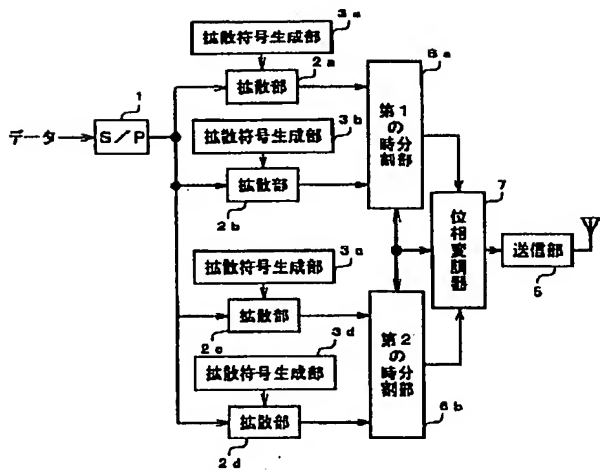 3a
拡散符号生成部
2a
拡散部
6a
第1の時分割部
1
データ
S/P
3b
拡散符号生成部
拡散部
2b
7
位相変調器
送信部
5
3c
拡散符号生成部
拡散部
2c
3d
拡散符号生成部
第2の時分割部
6b
拡散部
2d